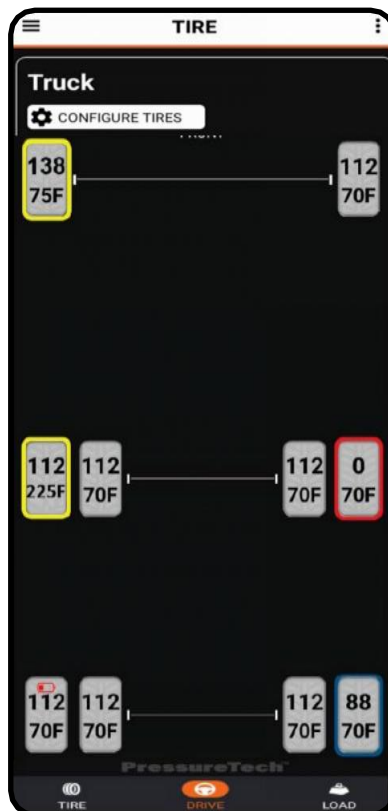 TIRE
Truck
CONFIGURE TIRES
138 112
75F 70F
112 112 112 0
225F 70F 70F 70F
112 112 112 88
70F 70F 70F 70F
PressureTech
TIRE DRIVE LOAD